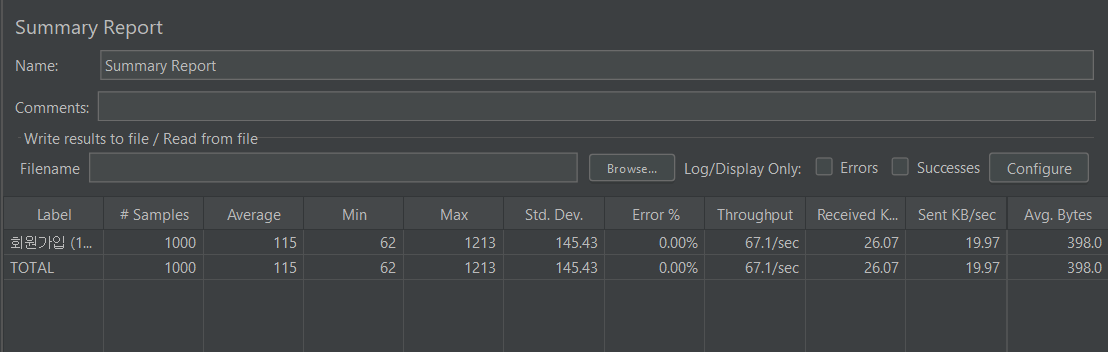 Summary Report
Name: Summary Report
Comments:
Write results to file / Read from file
Filename Browse... Log/Display Only: Errors Successes Configure
Label # Samples Average Min Max Std. Dev. Error % Throughput Received K... Sent KB/sec Avg. Bytes
회원가입 (1... 1000 115 62 1213 145.43 0.00% 67.1/sec 26.07 19.97 398.0
TOTAL 1000 115 62 1213 145.43 0.00% 67.1/sec 26.07 19.97 398.0